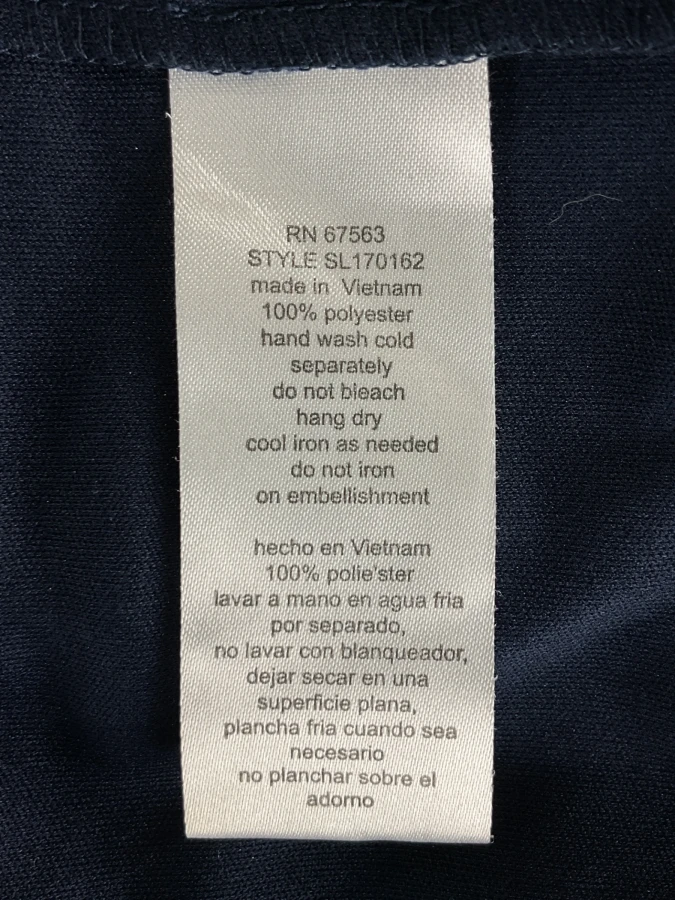 RN 67563
STYLE SL170162
made in Vietnam
100% polyester
hand wash cold
separately
do not bleach
hang dry
cool iron as needed
do not iron
on embellishment
hecho en Vietnam
100% polie'ster
lavar a mano en agua fria
por separado,
no lavar con blanqueador,
dejar secar en una
superficie plana,
plancha fria cuando sea
necesario
no planchar sobre el
adorno